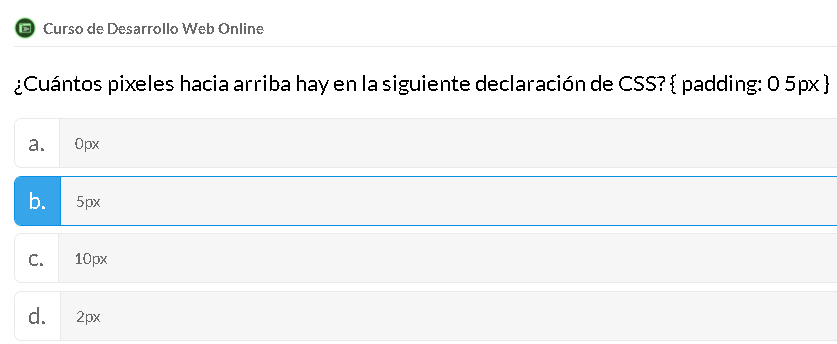 Curso de Desarrollo Web Online
¿Cuántos pixeles hacia arriba hay en la siguiente declaración de CSS? { padding: 0 5px }
a. 0px
b. 5px
c. 10px
d. 2px